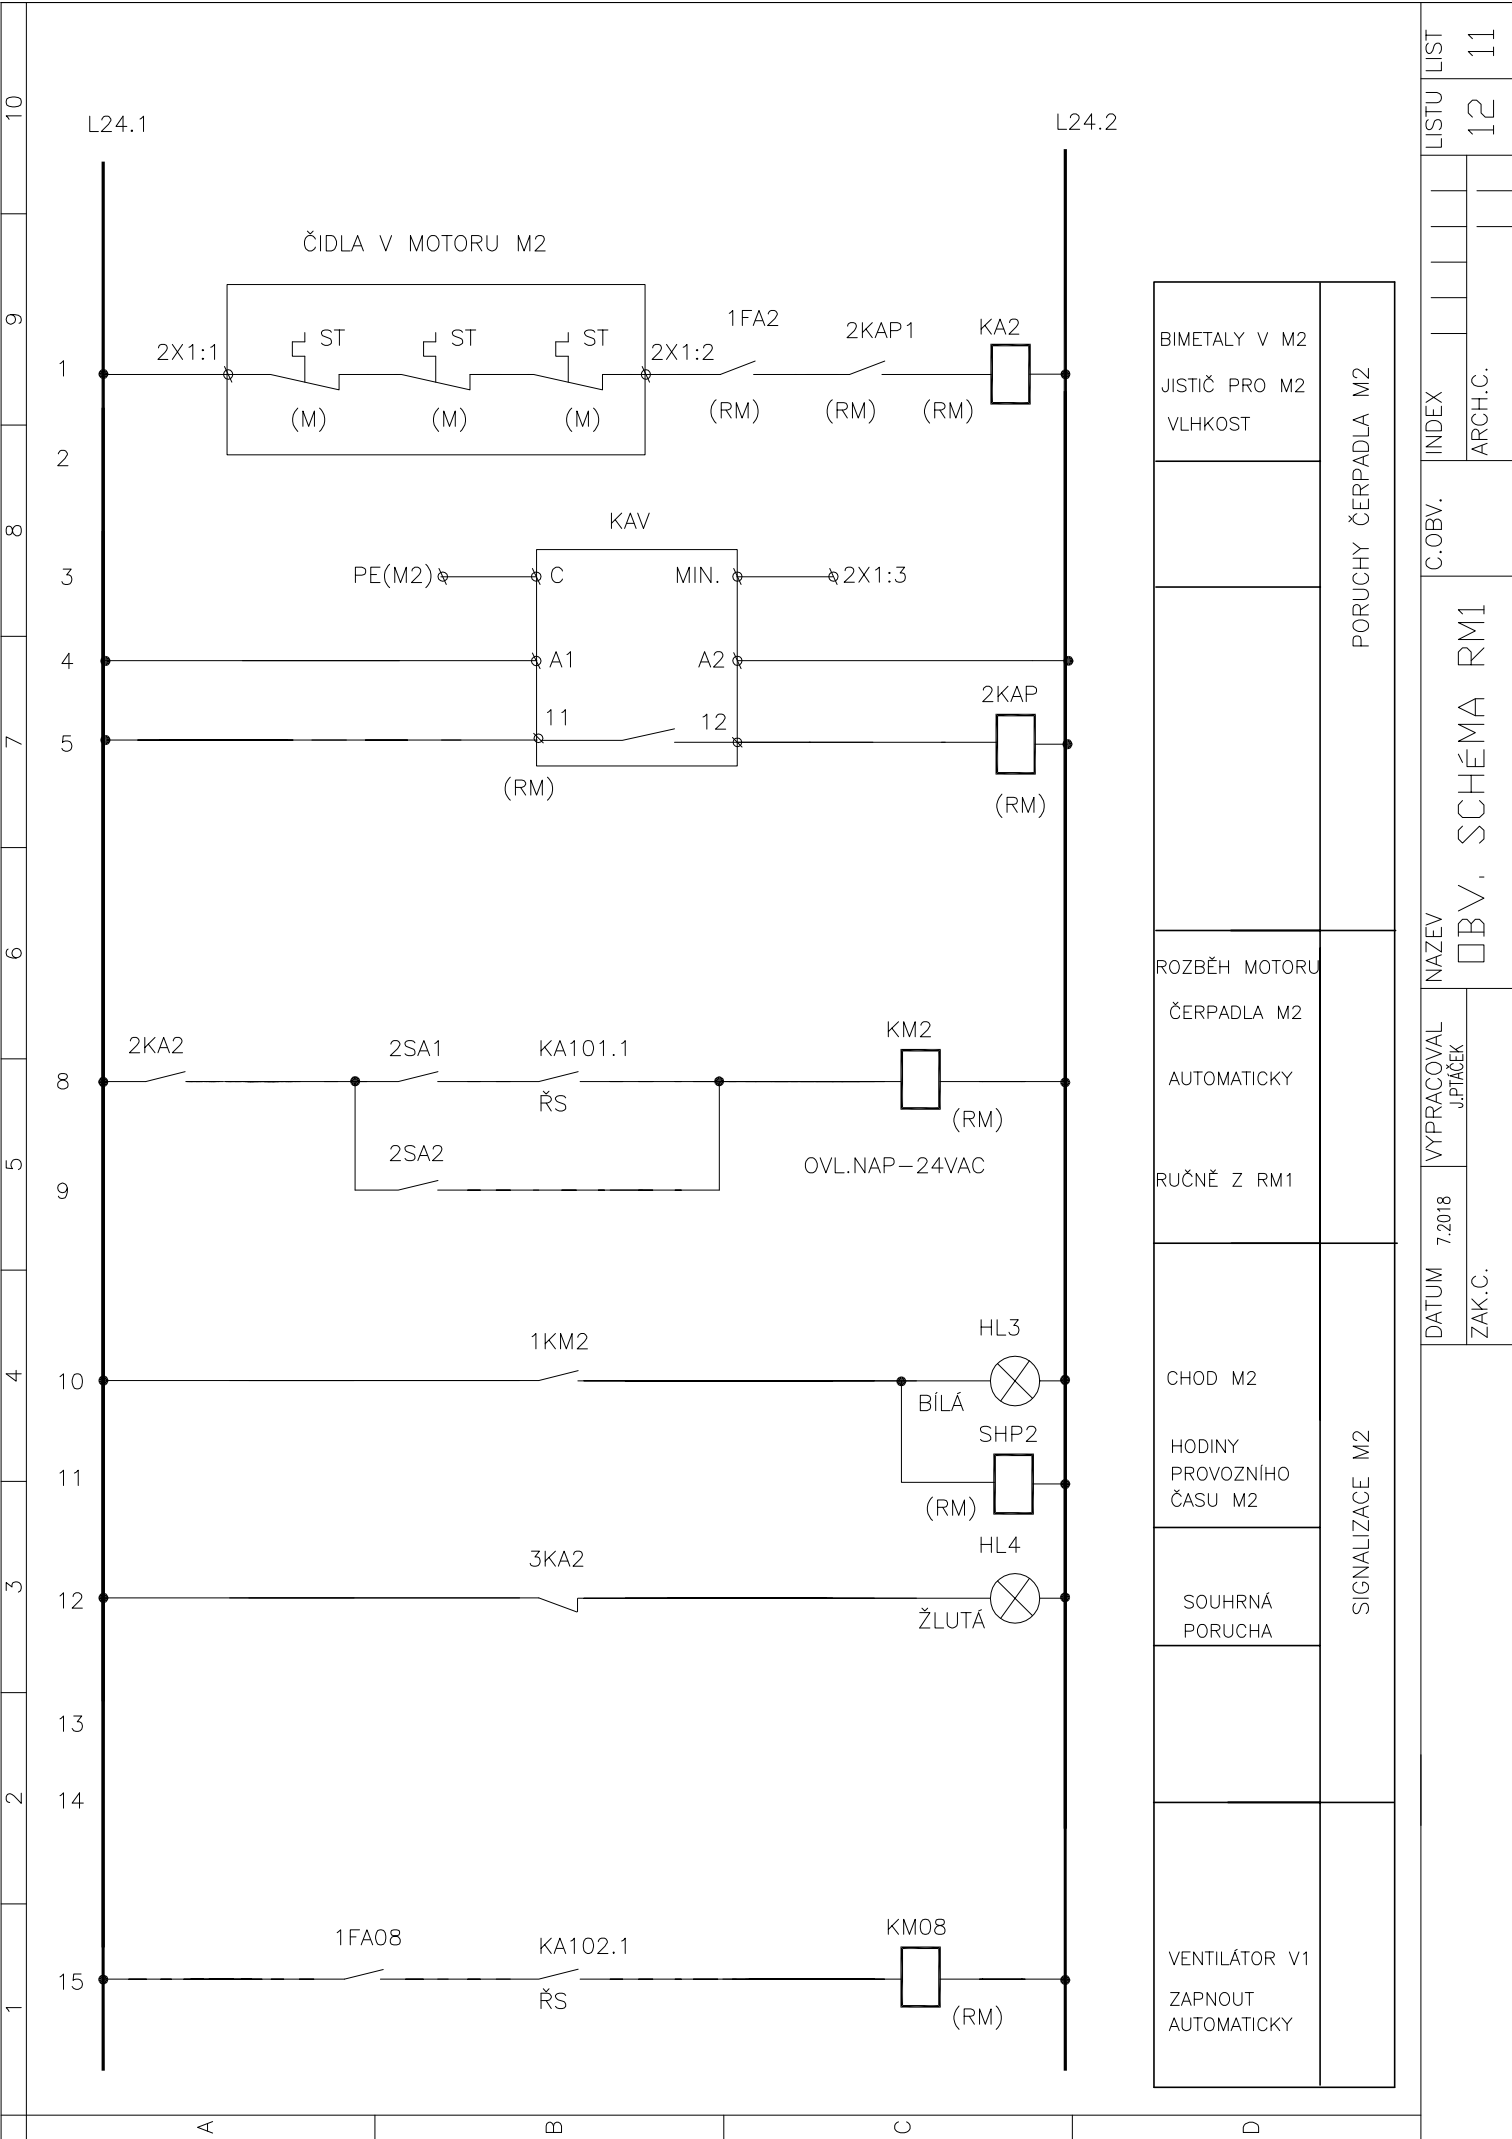 L24.1
L24.2
ČIDLA V MOTORU M2
1
2X1:1
ST
ST
ST
2X1:2
1FA2
2KAP1
KA2
(M)
(M)
(M)
(RM)
(RM)
(RM)
2
KAV
3
PE(M2)
C
MIN.
2X1:3
4
A1
A2
2KAP
5
11
12
(RM)
(RM)
2KA2
2SA1
KA101.1
KM2
8
ŘS
(RM)
2SA2
OVL.NAP-24VAC
9
1KM2
HL3
10
BÍLÁ
SHP2
11
(RM)
3KA2
HL4
12
ŽLUTÁ
13
14
1FA08
KA102.1
KM08
15
ŘS
(RM)
BIMETALY V M2
JISTIČ PRO M2
VLHKOST
PORUCHY ČERPADLA M2
ROZBĚH MOTORU
ČERPADLA M2
AUTOMATICKY
RUČNĚ Z RM1
CHOD M2
HODINY
PROVOZNÍHO
ČASU M2
SOUHRNÁ
PORUCHA
SIGNALIZACE M2
VENTILÁTOR V1
ZAPNOUT
AUTOMATICKY
10
9
8
7
6
5
4
3
2
1
A
B
C
D
DATUM 7.2018
ZAK.C.
VYPRACOVAL
J.PTÁČEK
NAZEV
OBV. SCHÉMA RM1
C.OBV.
INDEX
ARCH.C.
LISTU
12
LIST
11